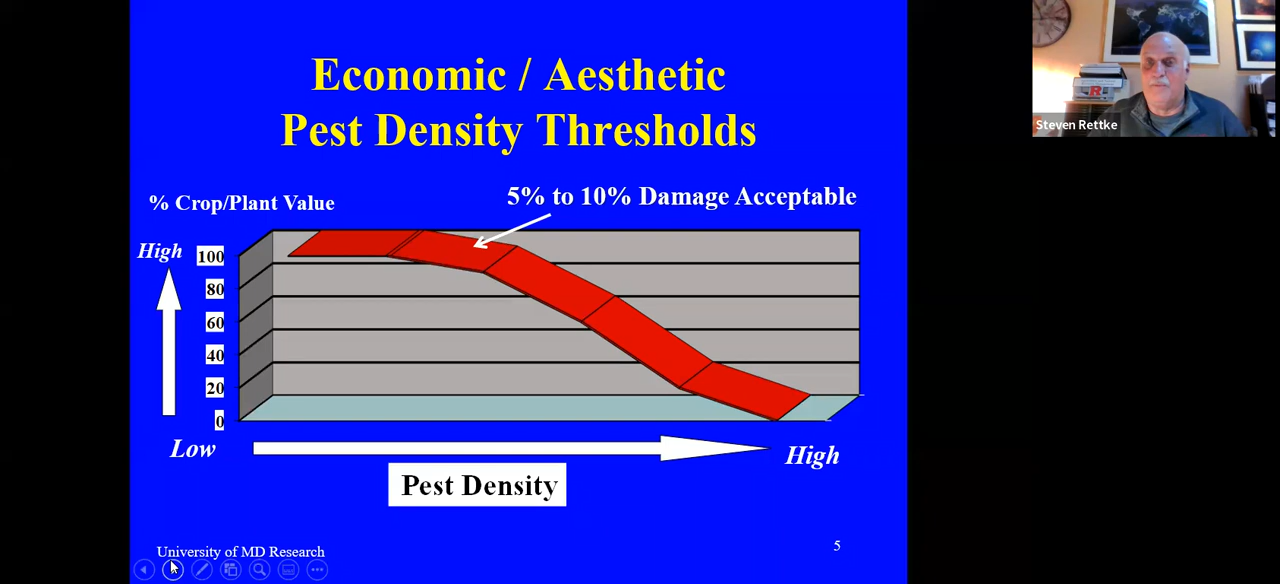 Economic / Aesthetic
Pest Density Thresholds
% Crop/Plant Value
5% to 10% Damage Acceptable
High
100
80
60
40
20
0
Low
High
Pest Density
University of MD Research
5
R
Steven Rettke